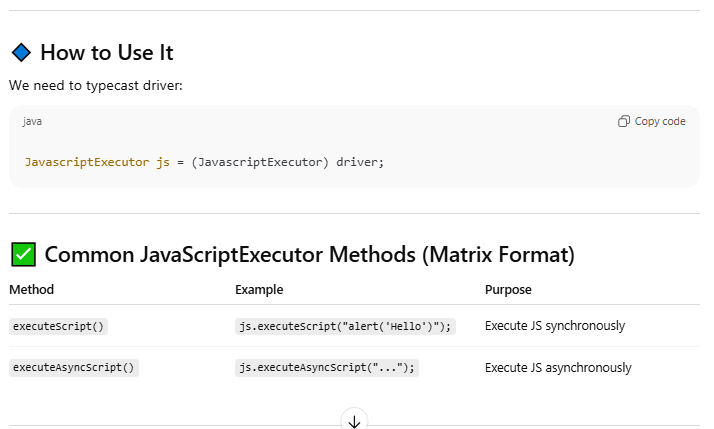 How to Use It
We need to typecast driver:
java
Copy code
JavascriptExecutor js = (JavascriptExecutor) driver;
Common JavaScriptExecutor Methods (Matrix Format)
Method Example Purpose
executeScript() js.executeScript("alert('Hello')"); Execute JS synchronously
executeAsyncScript() js.executeAsyncScript("..."); Execute JS asynchronously